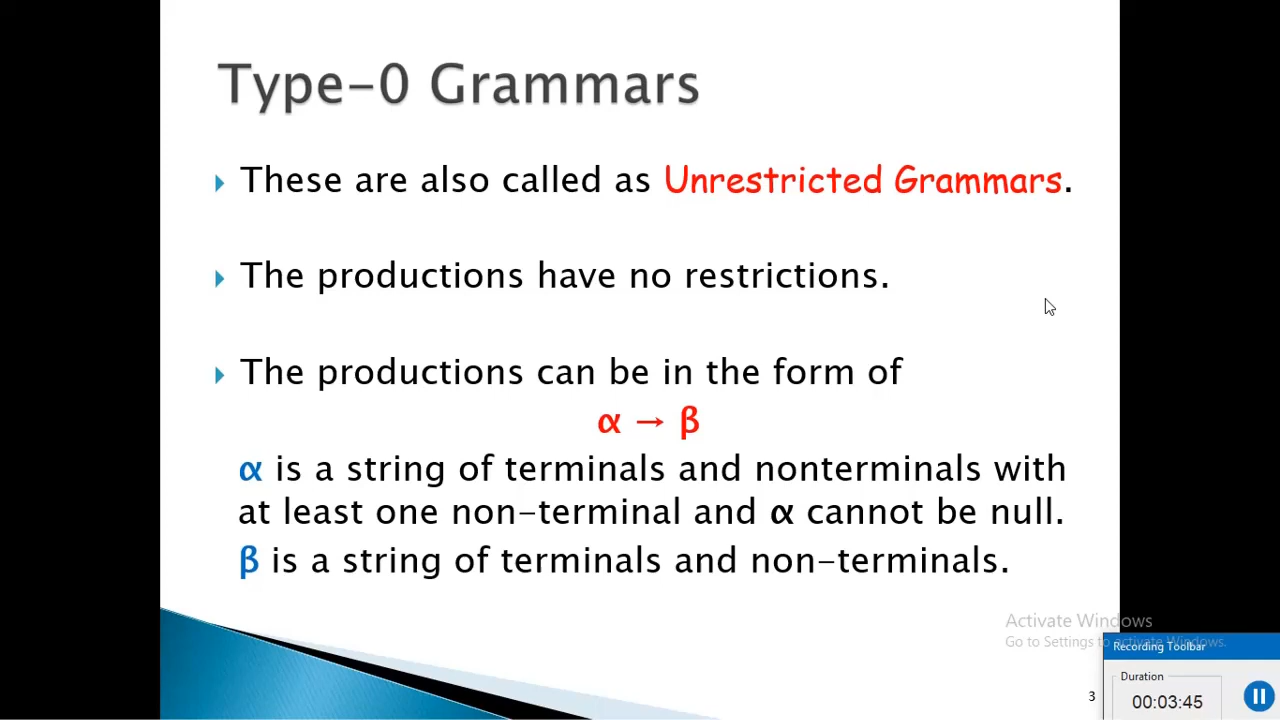 Type-0 Grammars
These are also called as Unrestricted Grammars.
The productions have no restrictions.
The productions can be in the form of
α → β
α is a string of terminals and nonterminals with
at least one non-terminal and α cannot be null.
β is a string of terminals and non-terminals.
Activate Windows
Go to Settings to activate Windows.
Recording Toolbar
Duration
00:03:45
3